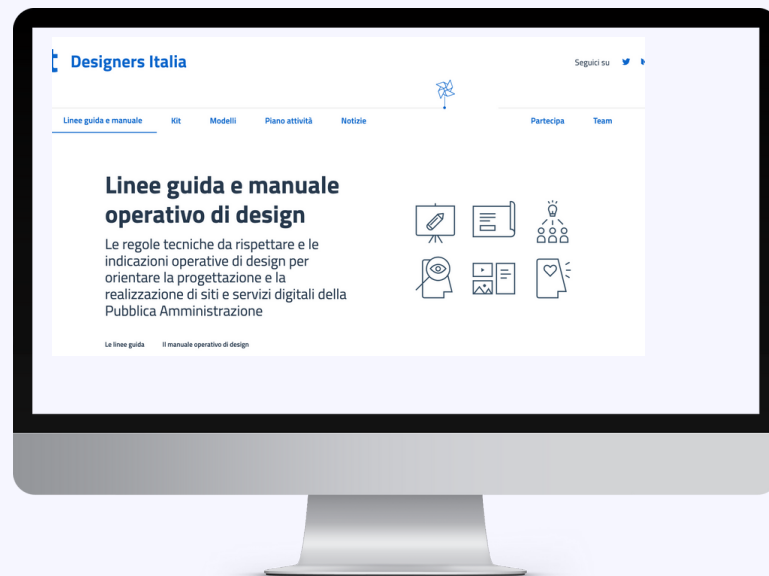 Designers Italia
Seguici su
Linee guida e manuale Kit Modelli Piano attività Notizie Partecipa Team
Linee guida e manuale
operativo di design
Le regole tecniche da rispettare e le
indicazioni operative di design per
orientare la progettazione e la
realizzazione di siti e servizi digitali della
Pubblica Amministrazione
Le linee guida Il manuale operativo di design